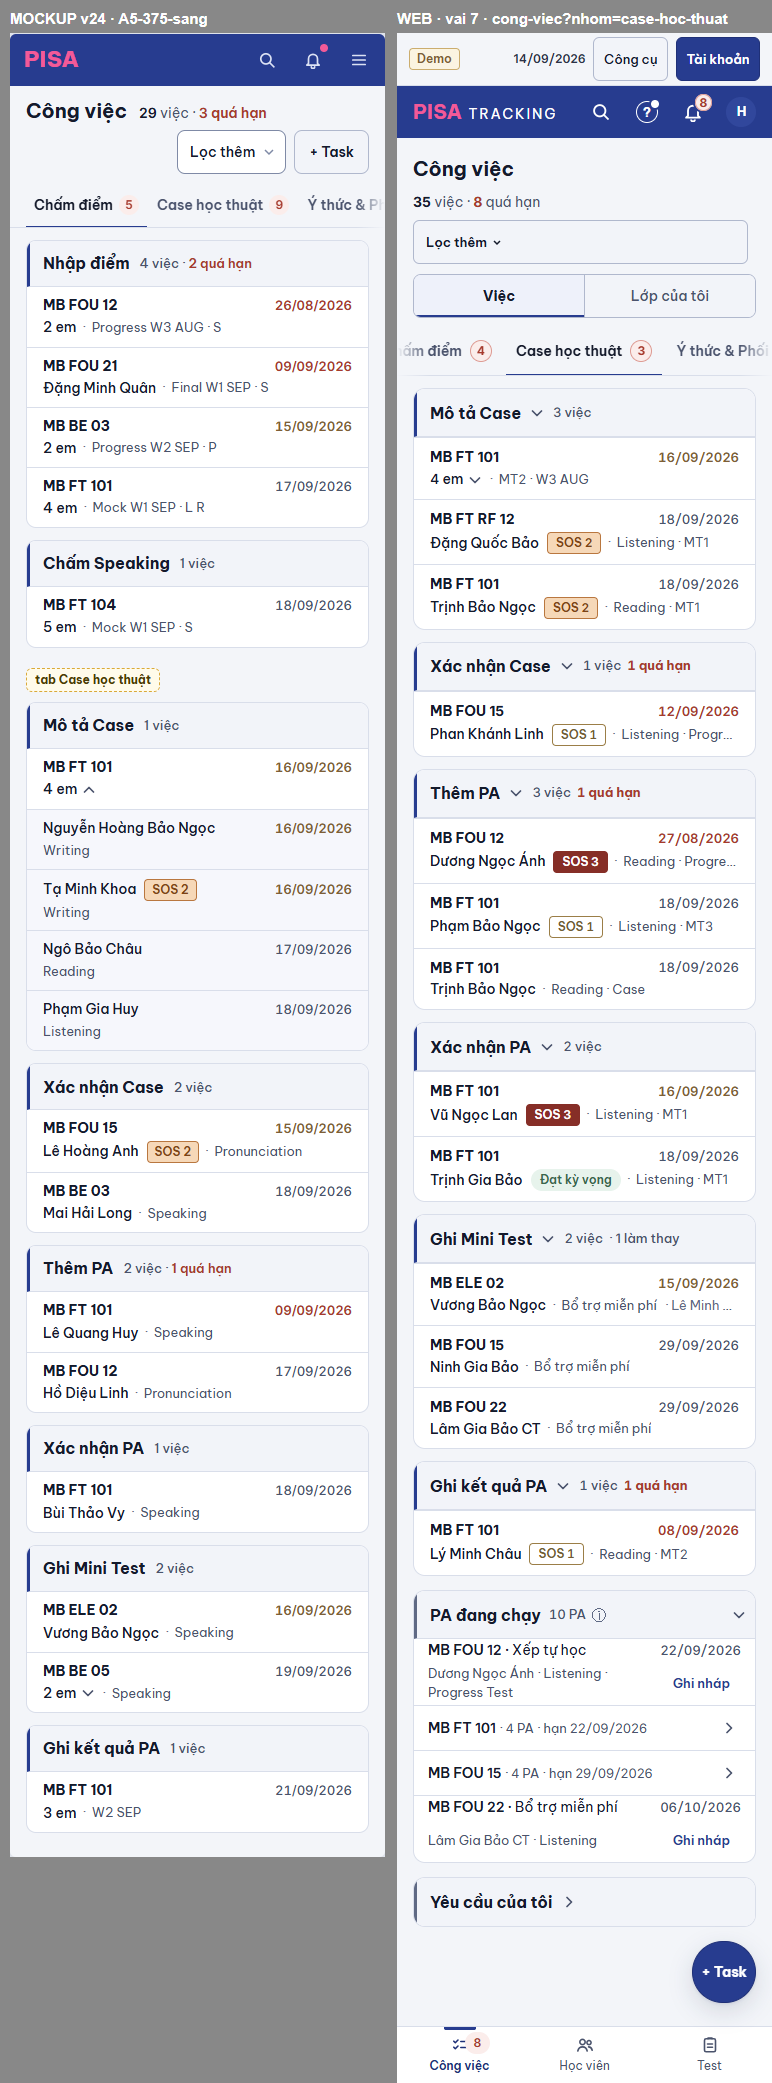 MOCKUP v24 · A5-375-sang
PISA
Công việc 29 việc · 3 quá hạn
Lọc thêm
+ Task
Chấm điểm 5 Case học thuật 9 Ý thức &
Nhập điểm 4 việc · 2 quá hạn
MB FOU 12 26/08/2026
2 em · Progress W3 AUG · S
MB FOU 21 09/09/2026
Đặng Minh Quân · Final W1 SEP · S
MB BE 03 15/09/2026
2 em · Progress W2 SEP · P
MB FT 101 17/09/2026
4 em · Mock W1 SEP · L R
Chấm Speaking 1 việc
MB FT 104 18/09/2026
5 em · Mock W1 SEP · S
tab Case học thuật
Mô tả Case 1 việc
MB FT 101 16/09/2026
4 em
Nguyễn Hoàng Bảo Ngọc 16/09/2026
Writing
Tạ Minh Khoa SOS 2 16/09/2026
Writing
Ngô Bảo Châu 17/09/2026
Reading
Phạm Gia Huy 18/09/2026
Listening
Xác nhận Case 2 việc
MB FOU 15 15/09/2026
Lê Hoàng Anh SOS 2 · Pronunciation
MB BE 03 18/09/2026
Mai Hải Long · Speaking
Thêm PA 2 việc · 1 quá hạn
MB FT 101 09/09/2026
Lê Quang Huy · Speaking
MB FOU 12 17/09/2026
Hồ Diệu Linh · Pronunciation
Xác nhận PA 1 việc
MB FT 101 18/09/2026
Bùi Thảo Vy · Speaking
Ghi Mini Test 2 việc
MB ELE 02 16/09/2026
Vương Bảo Ngọc · Speaking
MB BE 05 19/09/2026
2 em · Speaking
Ghi kết quả PA 1 việc
MB FT 101 21/09/2026
3 em · W2 SEP
WEB · vai 7 · cong-viec?nhom=case-hoc-thuat
Demo 14/09/2026 Công cụ Tài khoản
PISA TRACKING ? 8 H
Công việc
35 việc · 8 quá hạn
Lọc thêm
Việc Lớp của tôi
điểm 4 Case học thuật 3 Ý thức & Phối
Mô tả Case 3 việc
MB FT 101 16/09/2026
4 em · MT2 · W3 AUG
MB FT RF 12 18/09/2026
Đặng Quốc Bảo SOS 2 · Listening · MT1
MB FT 101 18/09/2026
Trịnh Bảo Ngọc SOS 2 · Reading · MT1
Xác nhận Case 1 việc 1 quá hạn
MB FOU 15 12/09/2026
Phan Khánh Linh SOS 1 · Listening · Progr...
Thêm PA 3 việc 1 quá hạn
MB FOU 12 27/08/2026
Dương Ngọc Ánh SOS 3 · Reading · Progre...
MB FT 101 18/09/2026
Phạm Bảo Ngọc SOS 1 · Listening · MT3
MB FT 101 18/09/2026
Trịnh Bảo Ngọc · Reading · Case
Xác nhận PA 2 việc
MB FT 101 16/09/2026
Vũ Ngọc Lan SOS 3 · Listening · MT1
MB FT 101 18/09/2026
Trịnh Gia Bảo Đạt kỳ vọng · Listening · MT1
Ghi Mini Test 2 việc · 1 làm thay
MB ELE 02 15/09/2026
Vương Bảo Ngọc · Bổ trợ miễn phí · Lê Minh ...
MB FOU 15 29/09/2026
Ninh Gia Bảo · Bổ trợ miễn phí
MB FOU 22 29/09/2026
Lâm Gia Bảo CT · Bổ trợ miễn phí
Ghi kết quả PA 1 việc 1 quá hạn
MB FT 101 08/09/2026
Lý Minh Châu SOS 1 · Reading · MT2
PA đang chạy 10 PA
MB FOU 12 · Xếp tự học 22/09/2026
Dương Ngọc Ánh · Listening · Progress Test Ghi nháp
MB FT 101 · 4 PA · hạn 22/09/2026
MB FOU 15 · 4 PA · hạn 29/09/2026
MB FOU 22 · Bổ trợ miễn phí 06/10/2026
Lâm Gia Bảo CT · Listening Ghi nháp
Yêu cầu của tôi
+ Task
8
Công việc Học viên Test